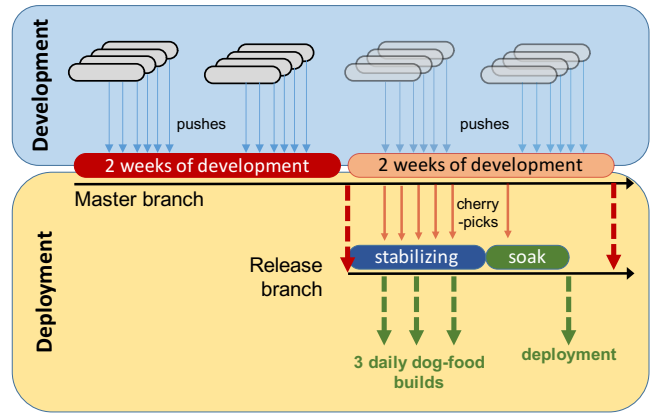 Development
pushes
pushes
2 weeks of development
2 weeks of development
Deployment
Master branch
cherry
-picks
stabilizing
soak
Release
branch
3 daily dog-food
builds
deployment